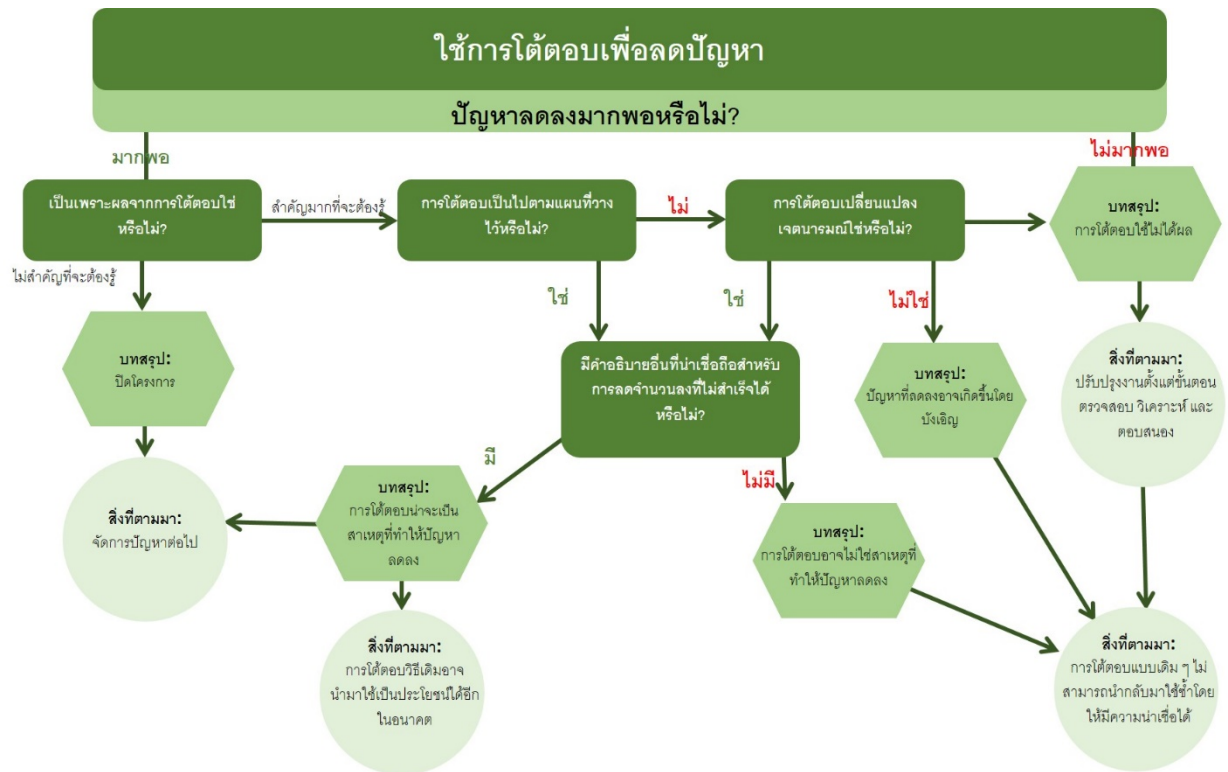 ใช้การโต้ตอบเพื่อลดปัญหา
ปัญหาลดลงมากพอหรือไม่?
มากพอ
ไม่มากพอ
เป็นเพราะผลจากการโต้ตอบใช่
หรือไม่?
สำคัญมากที่จะต้องรู้
การโต้ตอบเป็นไปตามแผนที่วาง
ไว้หรือไม่?
ไม่
การโต้ตอบเปลี่ยนแปลง
เจตนารมณ์ใช่หรือไม่?
บทสรุป:
การโต้ตอบใช้ไม่ได้ผล
ไม่สำคัญที่จะต้องรู้
ใช่
ใช่
ไม่ใช่
บทสรุป:
ปิดโครงการ
มีคำอธิบายอื่นที่น่าเชื่อถือสำหรับ
การลดจำนวนลงที่ไม่สำเร็จได้
หรือไม่?
บทสรุป:
ปัญหาที่ลดลงอาจเกิดขึ้นโดย
บังเอิญ
สิ่งที่ตามมา:
ปรับปรุงงานตั้งแต่ขั้นตอน
ตรวจสอบ วิเคราะห์ และ
ตอบสนอง
มี
ไม่มี
สิ่งที่ตามมา:
จัดการปัญหาต่อไป
บทสรุป:
การโต้ตอบน่าจะเป็น
สาเหตุที่ทำให้ปัญหา
ลดลง
บทสรุป:
การโต้ตอบอาจไม่ใช่สาเหตุที่
ทำให้ปัญหาลดลง
สิ่งที่ตามมา:
การโต้ตอบวิธีเดิมอาจ
นำมาใช้เป็นประโยชน์ได้อีก
ในอนาคต
สิ่งที่ตามมา:
การโต้ตอบแบบเดิม ๆ ไม่
สามารถนำกลับมาใช้ซ้ำโดย
ให้มีความน่าเชื่อได้